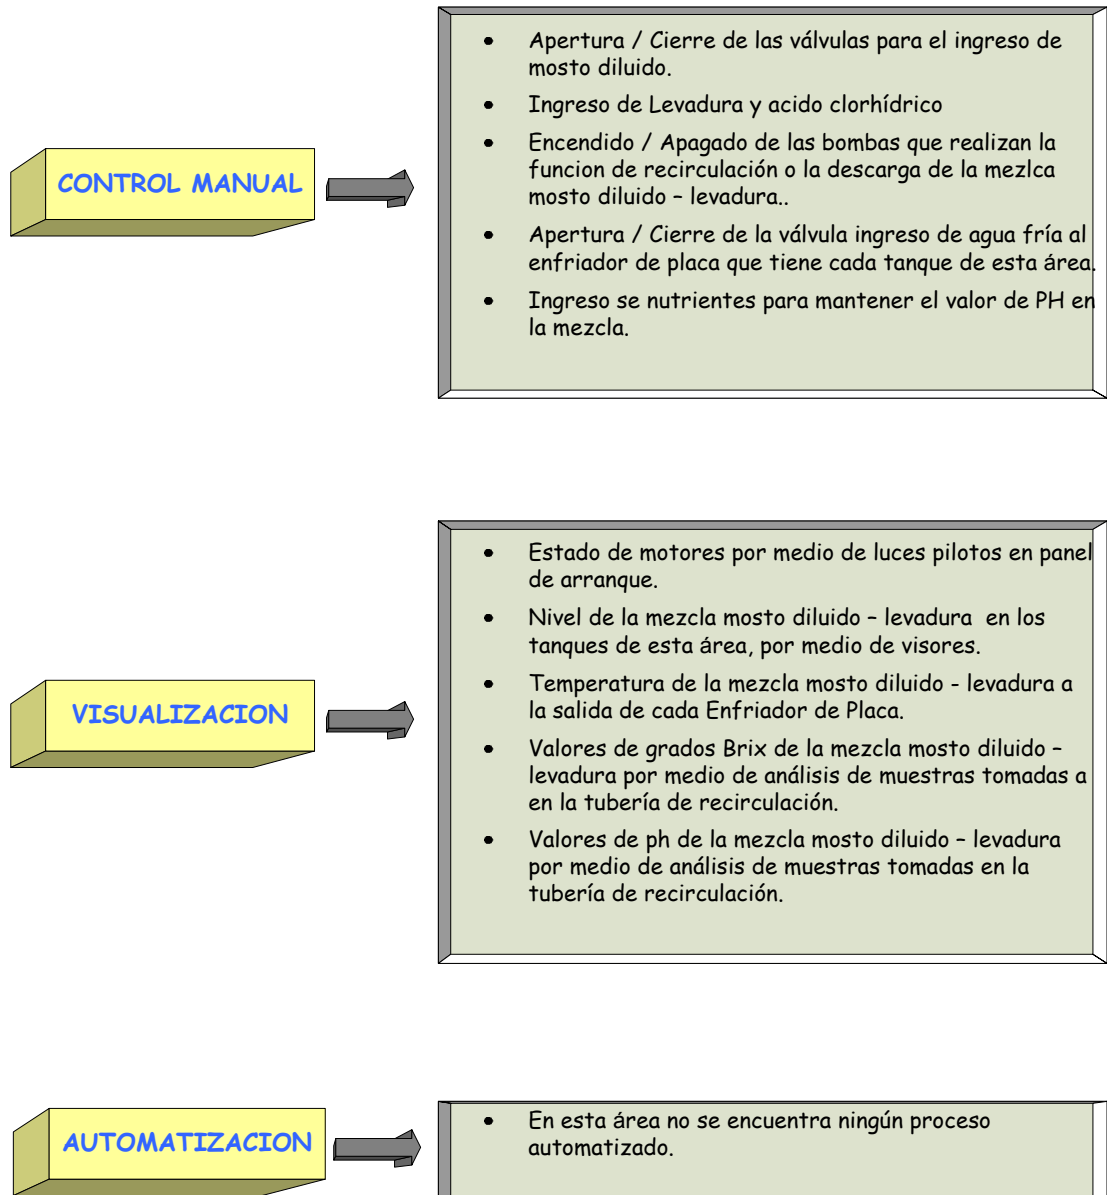 CONTROL MANUAL
• Apertura / Cierre de las válvulas para el ingreso de
mosto diluido.
• Ingreso de Levadura y acido clorhídrico
• Encendido / Apagado de las bombas que realizan la
funcion de recirculación o la descarga de la mezlca
mosto diluido – levadura..
• Apertura / Cierre de la válvula ingreso de agua fría al
enfriador de placa que tiene cada tanque de esta área.
• Ingreso se nutrientes para mantener el valor de PH en
la mezcla.
VISUALIZACION
• Estado de motores por medio de luces pilotos en panel
de arranque.
• Nivel de la mezcla mosto diluido – levadura en los
tanques de esta área, por medio de visores.
• Temperatura de la mezcla mosto diluido - levadura a
la salida de cada Enfriador de Placa.
• Valores de grados Brix de la mezcla mosto diluido –
levadura por medio de análisis de muestras tomadas a
en la tubería de recirculación.
• Valores de ph de la mezcla mosto diluido – levadura
por medio de análisis de muestras tomadas en la
tubería de recirculación.
AUTOMATIZACION
• En esta área no se encuentra ningún proceso
automatizado.